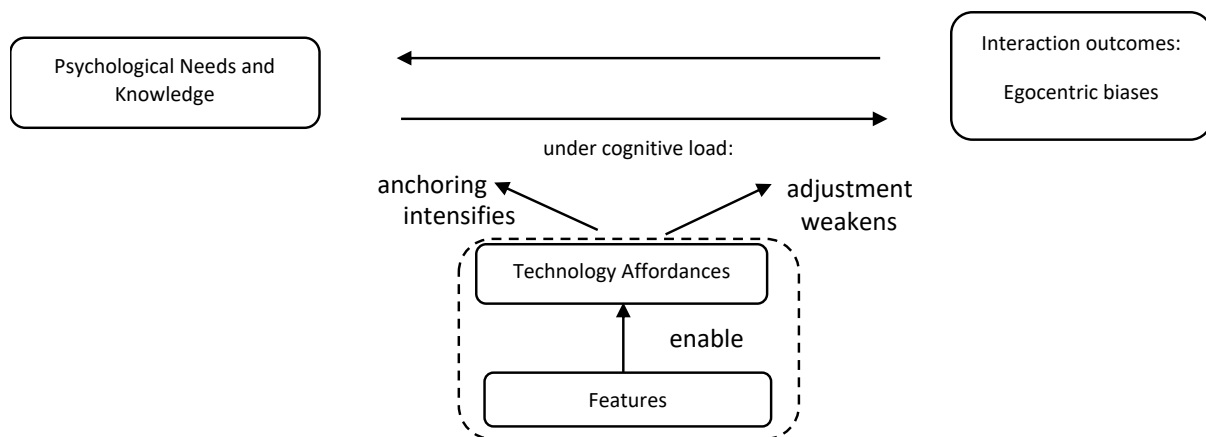 Psychological Needs and
Knowledge
Interaction outcomes:
Egocentric biases
under cognitive load:
anchoring
intensifies
adjustment
weakens
Technology Affordances
enable
Features